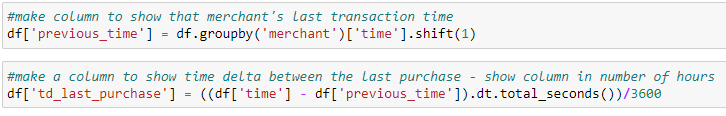 #make column to show that merchant's last transaction time
df['previous_time'] = df.groupby('merchant')['time'].shift(1)
#make a column to show time delta between the last purchase - show column in number of hours
df['td_last_purchase'] = ((df['time'] - df['previous_time']).dt.total_seconds())/3600